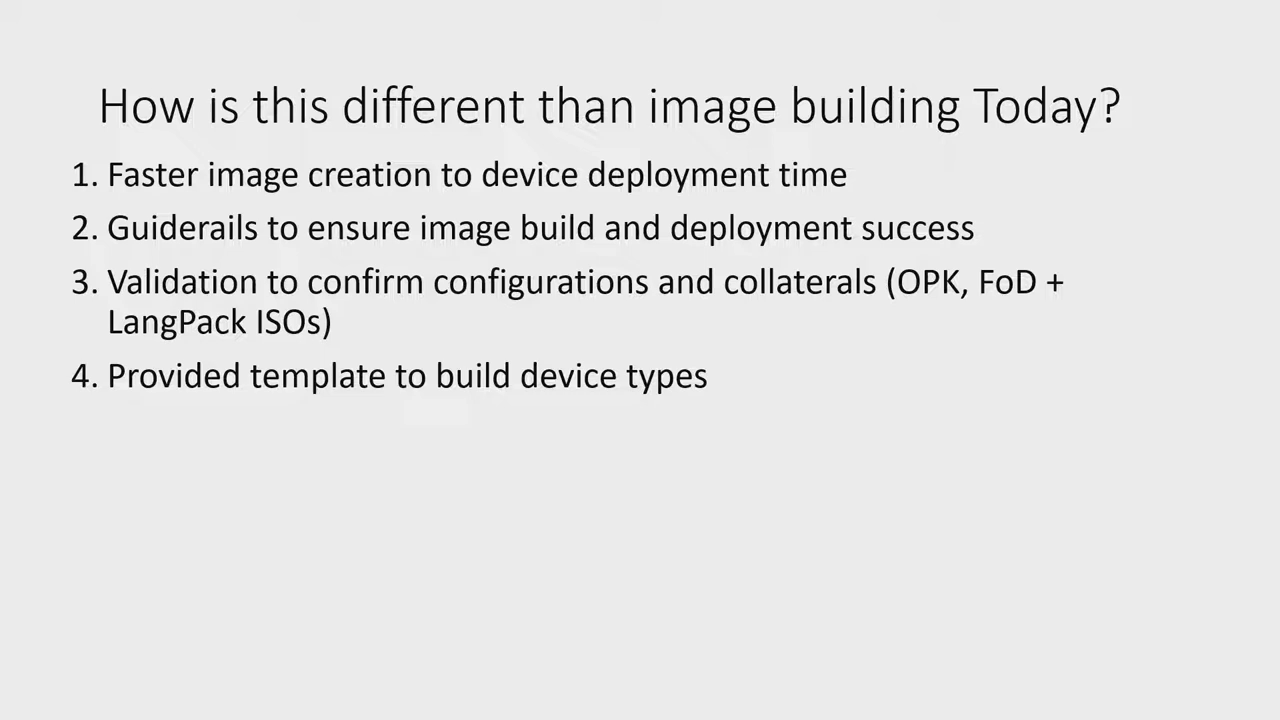 How is this different than image building Today?
1. Faster image creation to device deployment time
2. Guiderails to ensure image build and deployment success
3. Validation to confirm configurations and collaterals (OPK, FoD +
LangPack ISOs)
4. Provided template to build device types